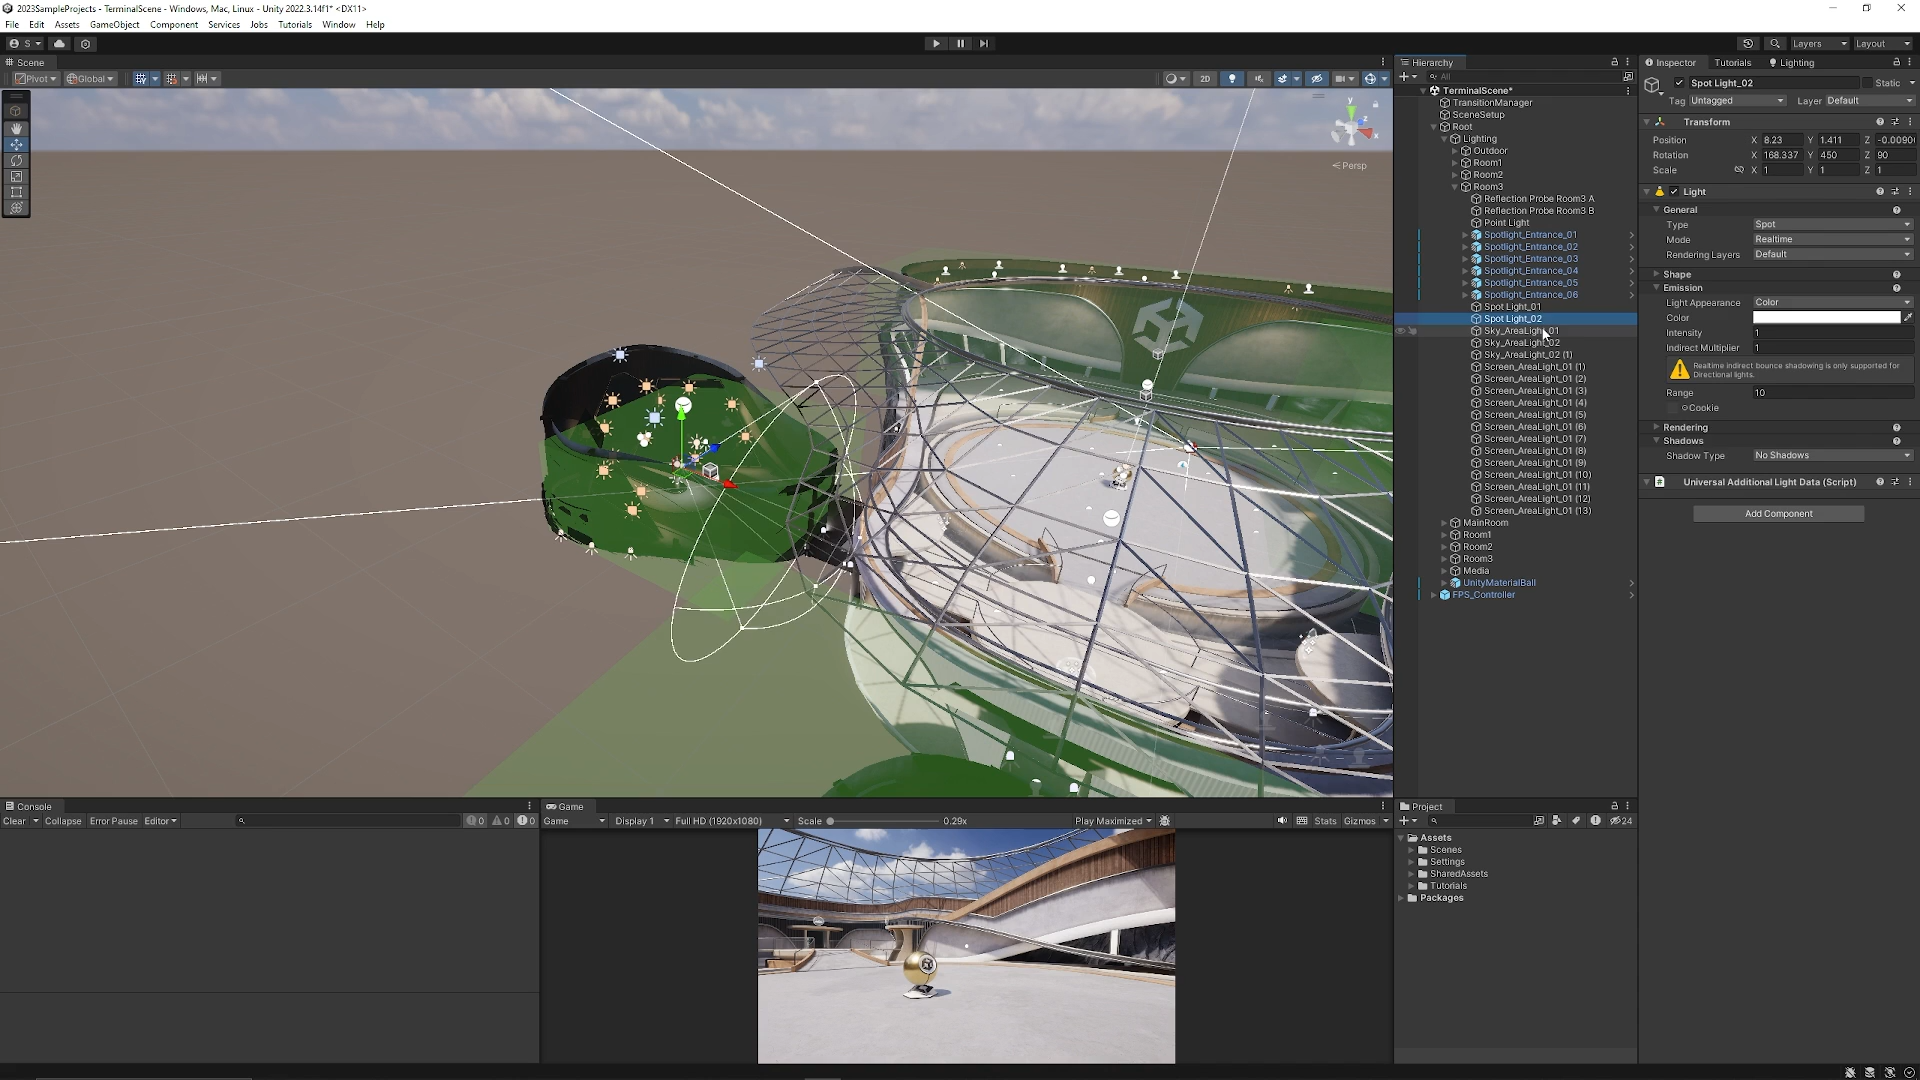 2023SampleProjects - TerminalScene - Windows, Mac, Linux - Unity 2022.3.14f1* <DX11>
File Edit Assets GameObject Component Services Jobs Tutorials Window Help
S
Layers Layout
Scene
Pivot Global 2D
y
x
z
Persp
Hierarchy
All
TerminalScene*
TransitionManager
SceneSetup
Root
Lighting
Outdoor
Room1
Room2
Room3
Reflection Probe Room3 A
Reflection Probe Room3 B
Point Light
Spotlight_Entrance_01
Spotlight_Entrance_02
Spotlight_Entrance_03
Spotlight_Entrance_04
Spotlight_Entrance_05
Spotlight_Entrance_06
Spot Light_01
Spot Light_02
Sky_AreaLight_01
Sky_AreaLight_02
Sky_AreaLight_02 (1)
Screen_AreaLight_01 (1)
Screen_AreaLight_01 (2)
Screen_AreaLight_01 (3)
Screen_AreaLight_01 (4)
Screen_AreaLight_01 (5)
Screen_AreaLight_01 (6)
Screen_AreaLight_01 (7)
Screen_AreaLight_01 (8)
Screen_AreaLight_01 (9)
Screen_AreaLight_01 (10)
Screen_AreaLight_01 (11)
Screen_AreaLight_01 (12)
Screen_AreaLight_01 (13)
MainRoom
Room1
Room2
Room3
Media
UnityMaterialBall
FPS_Controller
Inspector Tutorials Lighting
Spot Light_02 Static
Tag Untagged Layer Default
Transform
Position X 8.23 Y 1.411 Z -0.0090
Rotation X 168.337 Y 450 Z 90
Scale X 1 Y 1 Z 1
Light
General
Type Spot
Mode Realtime
Rendering Layers Default
Shape
Emission
Light Appearance Color
Color
Intensity 1
Indirect Multiplier 1
Realtime indirect bounce shadowing is only supported for
Directional lights.
Range 10
Cookie
Rendering
Shadows
Shadow Type No Shadows
Universal Additional Light Data (Script)
Add Component
Console
Clear Collapse Error Pause Editor 0 0 0
Game
Game Display 1 Full HD (1920x1080) Scale 0.29x Play Maximized Stats Gizmos
Project
24
Assets
Scenes
Settings
SharedAssets
Tutorials
Packages